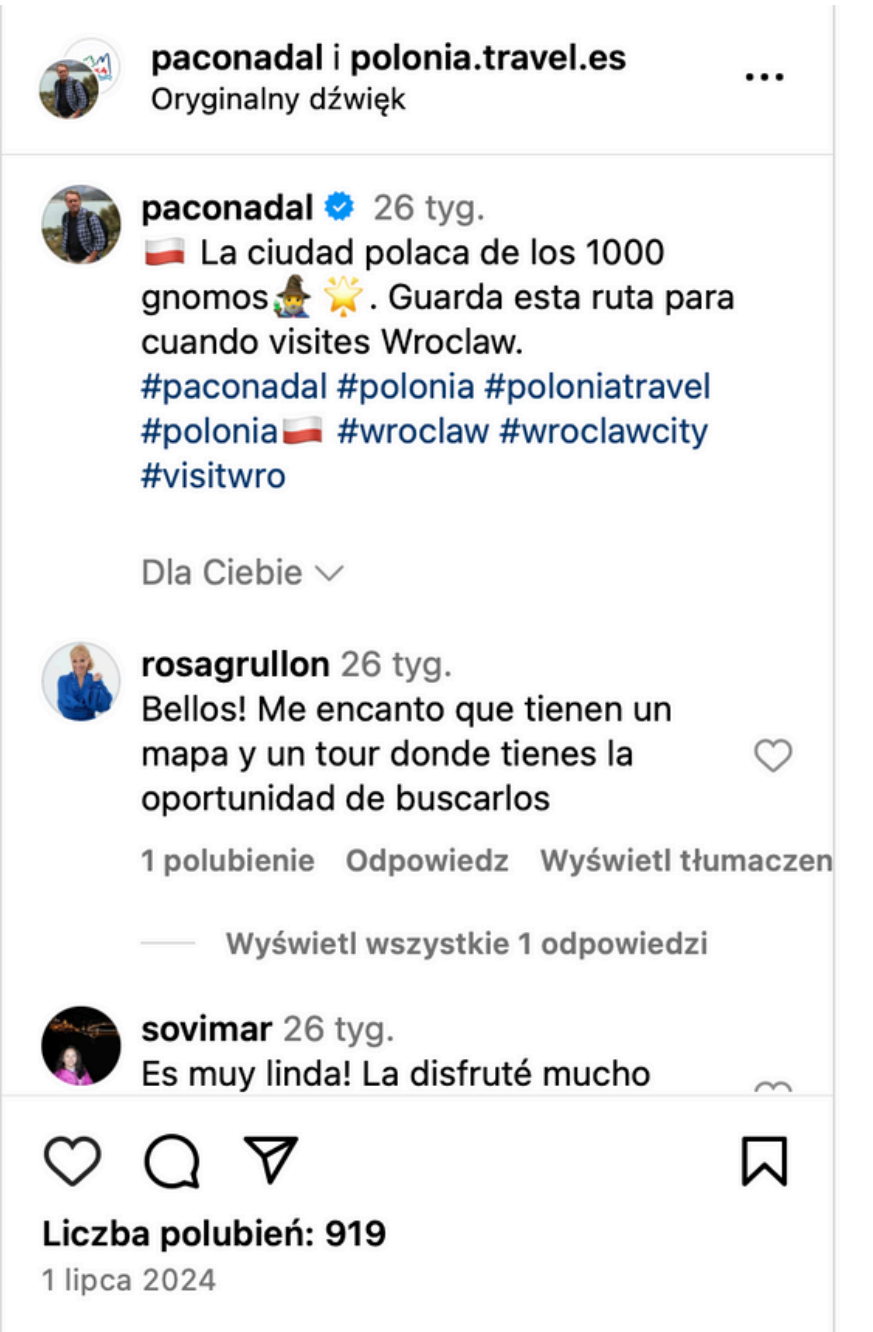 paconadal i polonia.travel.es
Oryginalny dźwięk
paconadal 26 tyg.
🇵🇱 La ciudad polaca de los 1000
gnomos🧙‍♂️ 🌟. Guarda esta ruta para
cuando visites Wroclaw.
#paconadal #polonia #poloniatravel
#polonia🇵🇱 #wroclaw #wroclawcity
#visitwro
Dla Ciebie
rosagrullon 26 tyg.
Bellos! Me encanto que tienen un
mapa y un tour donde tienes la
oportunidad de buscarlos
1 polubienie Odpowiedz Wyświetl tłumaczen
Wyświetl wszystkie 1 odpowiedzi
sovimar 26 tyg.
Es muy linda! La disfruté mucho
Liczba polubień: 919
1 lipca 2024